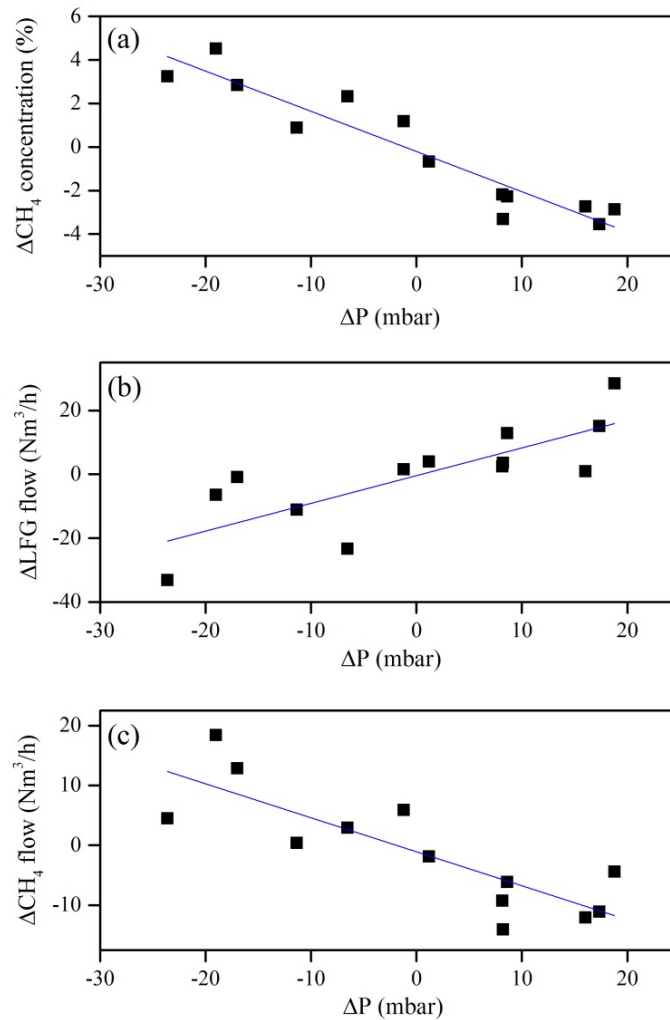 (a)
ΔCH₄ concentration (%)
6
4
2
0
-2
-4
-30 -20 -10 0 10 20
ΔP (mbar)
(b)
ΔLFG flow (Nm³/h)
20
0
-20
-40
-30 -20 -10 0 10 20
ΔP (mbar)
(c)
ΔCH₄ flow (Nm³/h)
20
10
0
-10
-30 -20 -10 0 10 20
ΔP (mbar)